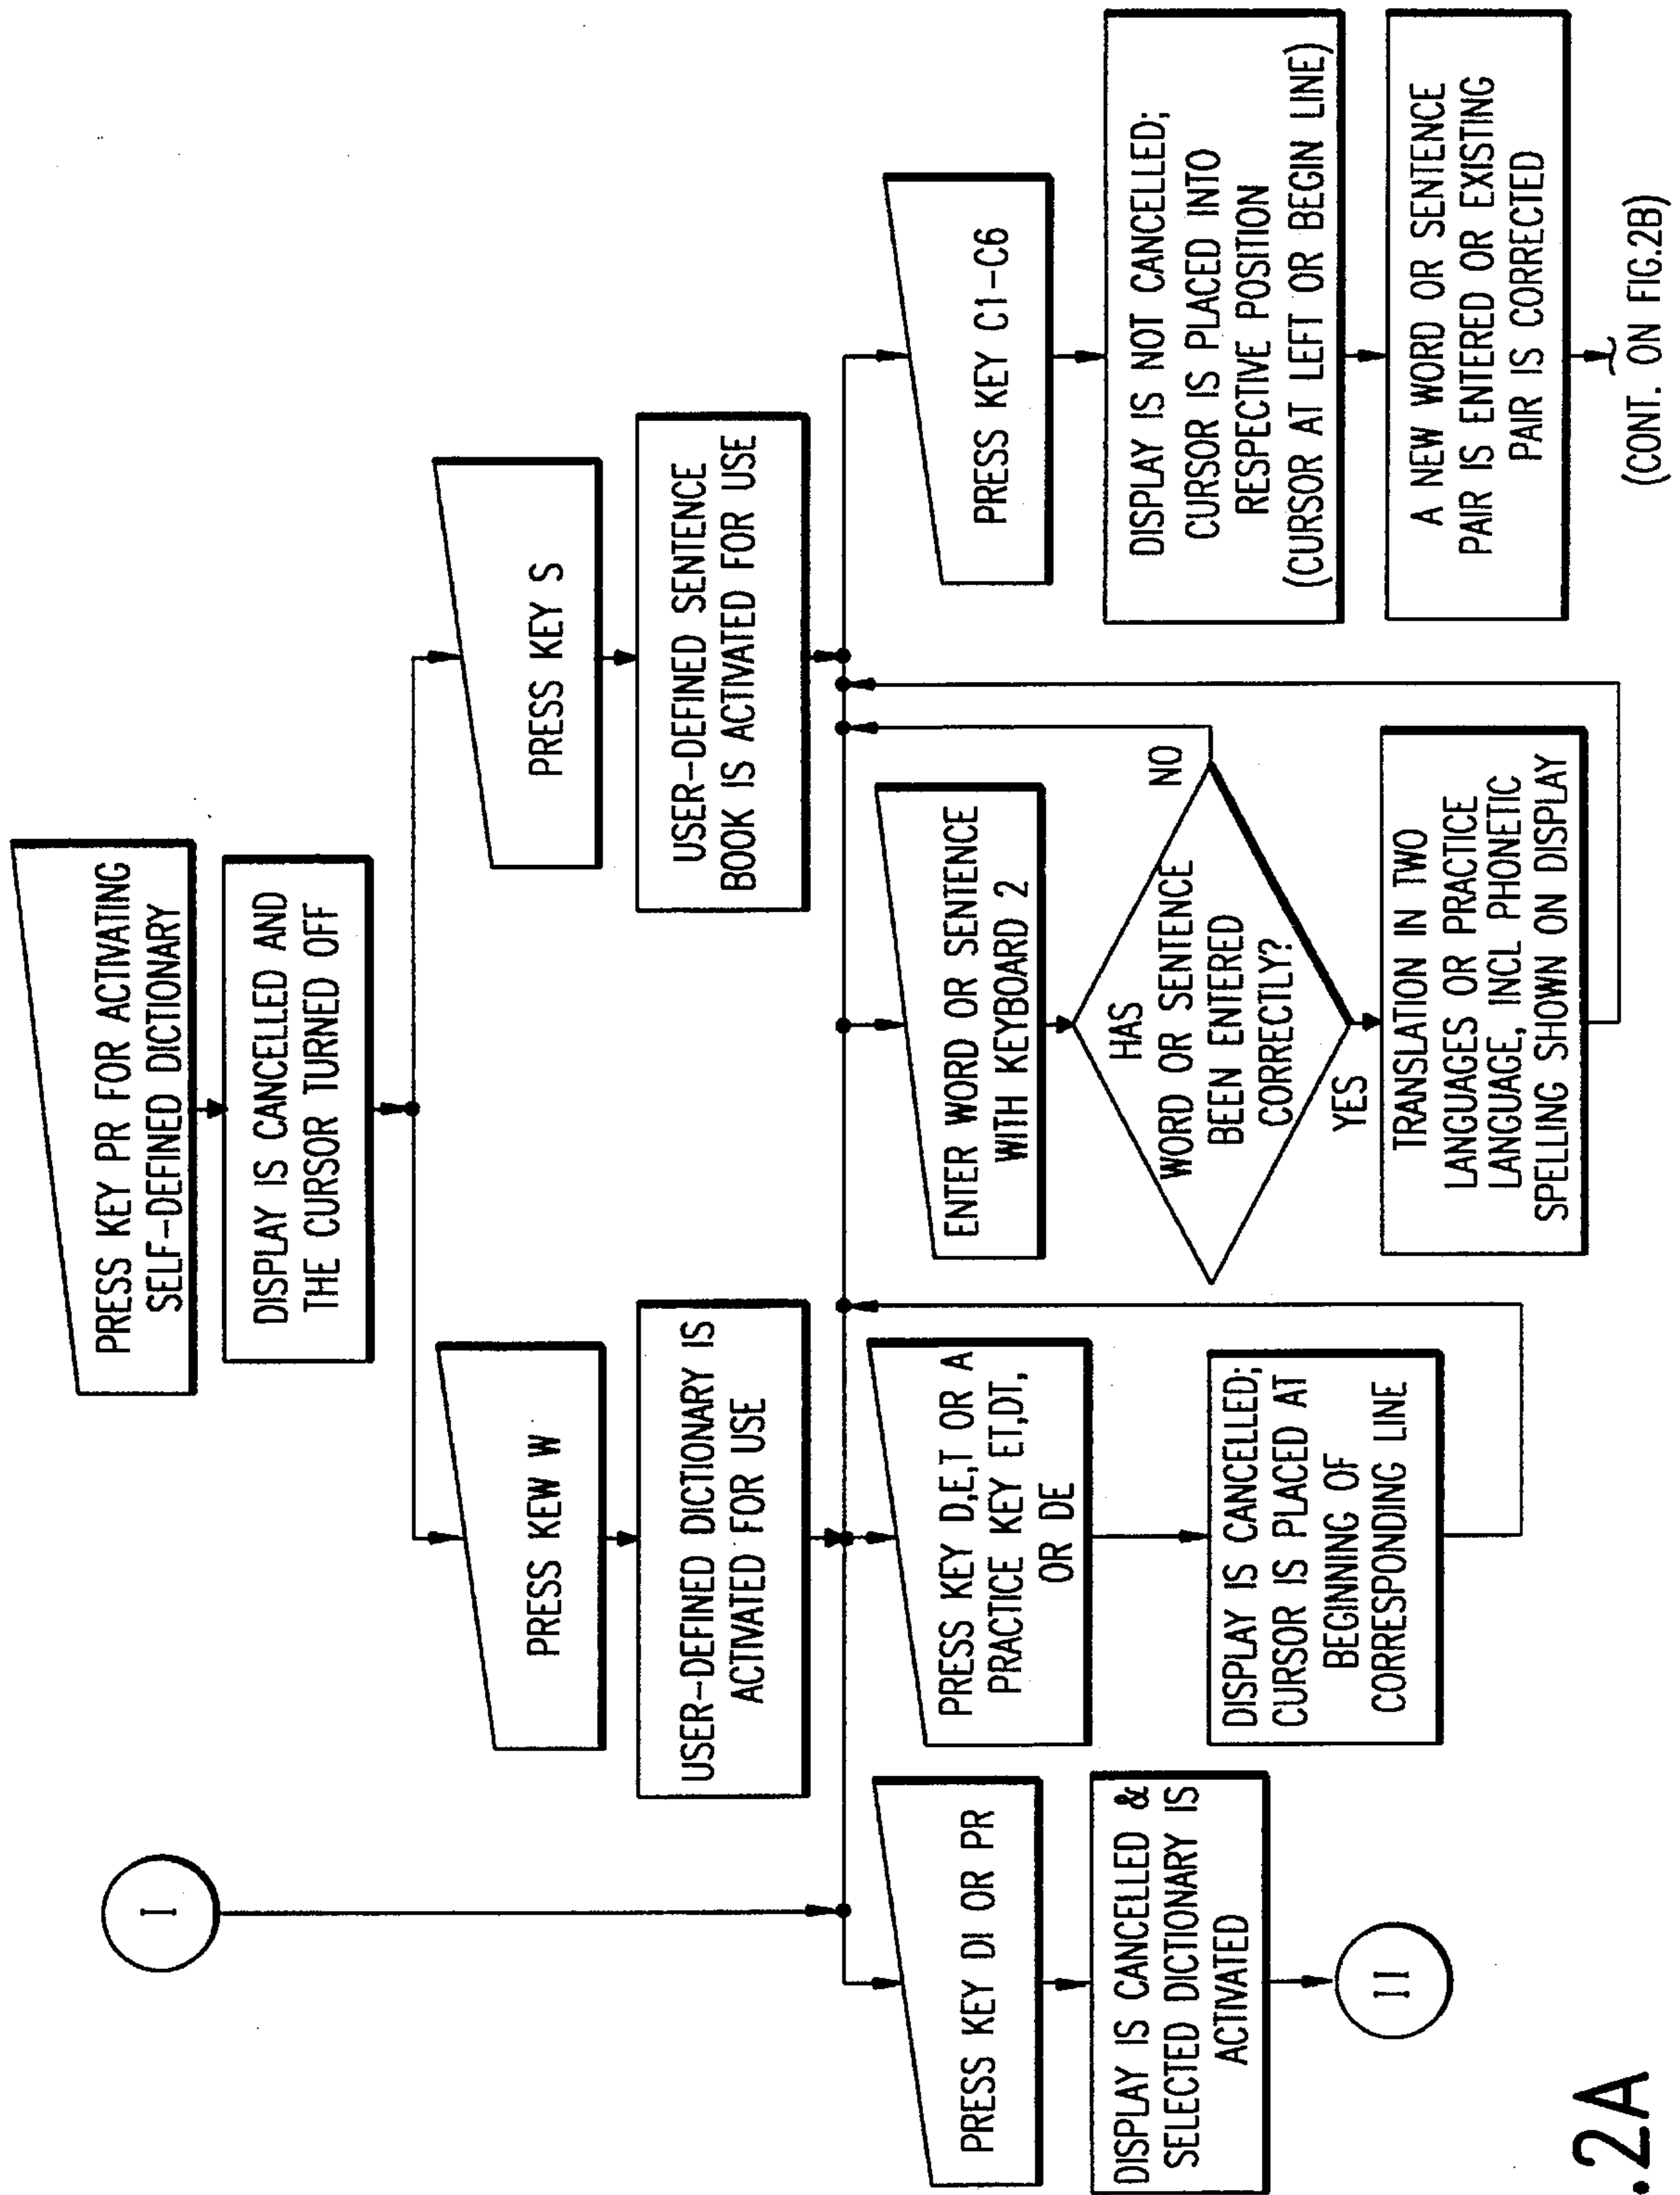 PRESS KEY PR FOR ACTIVATING
SELF-DEFINED DICTIONARY
DISPLAY IS CANCELLED AND
THE CURSOR TURNED OFF
I
PRESS KEW W
USER-DEFINED DICTIONARY IS
ACTIVATED FOR USE
PRESS KEY S
USER-DEFINED SENTENCE
BOOK IS ACTIVATED FOR USE
PRESS KEY DI OR PR
DISPLAY IS CANCELLED &
SELECTED DICTIONARY IS
ACTIVATED
II
PRESS KEY D,E,T OR A
PRACTICE KEY ET,DT,
OR DE
DISPLAY IS CANCELLED;
CURSOR IS PLACED AT
BEGINNING OF
CORRESPONDING LINE
ENTER WORD OR SENTENCE
WITH KEYBOARD 2
HAS
WORD OR SENTENCE
BEEN ENTERED
CORRECTLY?
NO
YES
TRANSLATION IN TWO
LANGUAGES OR PRACTICE
LANGUAGE, INCL PHONETIC
SPELLING SHOWN ON DISPLAY
PRESS KEY C1-C6
DISPLAY IS NOT CANCELLED;
CURSOR IS PLACED INTO
RESPECTIVE POSITION
(CURSOR AT LEFT OR BEGIN LINE)
A NEW WORD OR SENTENCE
PAIR IS ENTERED OR EXISTING
PAIR IS CORRECTED
(CONT. ON FIG.2B)
.2A